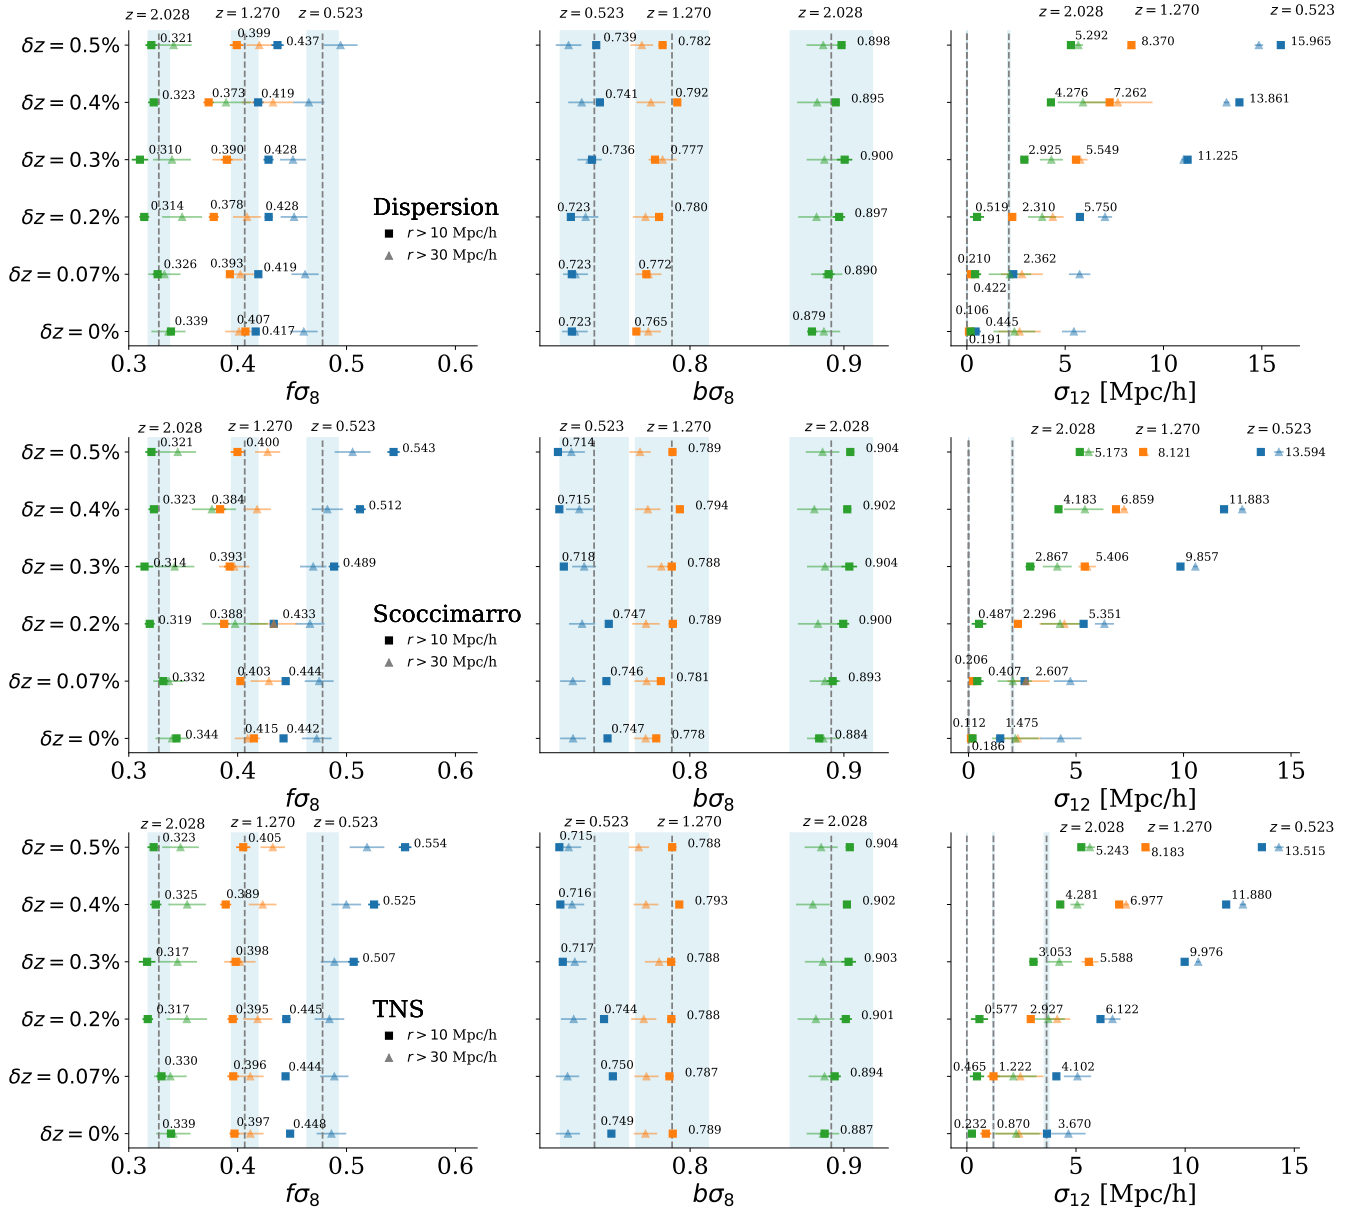 z = 2.028 z = 1.270 z = 0.523 z = 0.523 z = 1.270 z = 2.028 z = 2.028 z = 1.270 z = 0.523
δz = 0.5% 0.321 0.399 0.437 0.739 0.782 0.898 5.292 8.370 15.965
δz = 0.4% 0.323 0.373 0.419 0.741 0.792 0.895 4.276 7.262 13.861
δz = 0.3% 0.310 0.390 0.428 0.736 0.777 0.900 2.925 5.549 11.225
δz = 0.2% 0.314 0.378 0.428 0.723 0.780 0.897 0.519 2.310 5.750
Dispersion
r > 10 Mpc/h
r > 30 Mpc/h
δz = 0.07% 0.326 0.393 0.419 0.723 0.772 0.890 0.210 0.422 2.362
δz = 0% 0.339 0.407 0.417 0.723 0.765 0.879 0.106 0.191 0.445
0.3 0.4 0.5 0.6 0.8 0.9 0 5 10 15
fσ₈ bσ₈ σ₁₂ [Mpc/h]
z = 2.028 z = 1.270 z = 0.523 z = 0.523 z = 1.270 z = 2.028 z = 2.028 z = 1.270 z = 0.523
δz = 0.5% 0.321 0.400 0.543 0.714 0.789 0.904 5.173 8.121 13.594
δz = 0.4% 0.323 0.384 0.512 0.715 0.794 0.902 4.183 6.859 11.883
δz = 0.3% 0.314 0.393 0.489 0.718 0.788 0.904 2.867 5.406 9.857
δz = 0.2% 0.319 0.388 0.433 0.747 0.789 0.900 0.487 2.296 5.351
Scoccimarro
r > 10 Mpc/h
r > 30 Mpc/h
δz = 0.07% 0.332 0.403 0.444 0.746 0.781 0.893 0.206 0.407 2.607
δz = 0% 0.344 0.415 0.442 0.747 0.778 0.884 0.112 0.186 1.475
0.3 0.4 0.5 0.6 0.8 0.9 0 5 10 15
fσ₈ bσ₈ σ₁₂ [Mpc/h]
z = 2.028 z = 1.270 z = 0.523 z = 0.523 z = 1.270 z = 2.028 z = 2.028 z = 1.270 z = 0.523
δz = 0.5% 0.323 0.405 0.554 0.715 0.788 0.904 5.243 8.183 13.515
δz = 0.4% 0.325 0.389 0.525 0.716 0.793 0.902 4.281 6.977 11.880
δz = 0.3% 0.317 0.398 0.507 0.717 0.788 0.903 3.053 5.588 9.976
δz = 0.2% 0.317 0.395 0.445 0.744 0.788 0.901 0.577 2.927 6.122
TNS
r > 10 Mpc/h
r > 30 Mpc/h
δz = 0.07% 0.330 0.396 0.444 0.750 0.787 0.894 0.465 1.222 4.102
δz = 0% 0.339 0.397 0.448 0.749 0.789 0.887 0.232 0.870 3.670
0.3 0.4 0.5 0.6 0.8 0.9 0 5 10 15
fσ₈ bσ₈ σ₁₂ [Mpc/h]